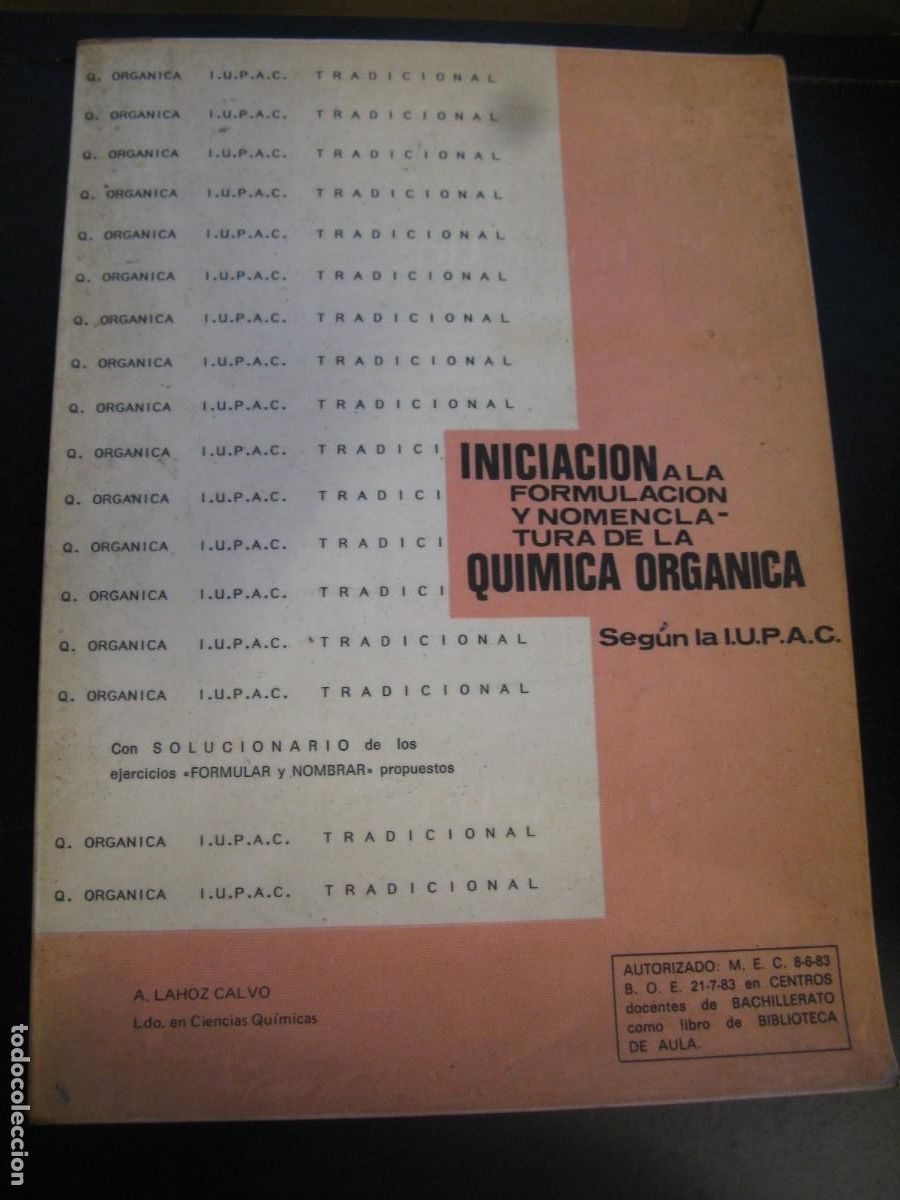 Q. ORGANICA I.U.P.A.C. TRADICIONAL
Q. ORGANICA I.U.P.A.C. TRADICIONAL
Q. ORGANICA I.U.P.A.C. TRADICIONAL
Q. ORGANICA I.U.P.A.C. TRADICIONAL
Q. ORGANICA I.U.P.A.C. TRADICIONAL
Q. ORGANICA I.U.P.A.C. TRADICIONAL
Q. ORGANICA I.U.P.A.C. TRADICIONAL
Q. ORGANICA I.U.P.A.C. TRADICIONAL
Q. ORGANICA I.U.P.A.C. TRADICIONAL
Q. ORGANICA I.U.P.A.C. TRADICI
Q. ORGANICA I.U.P.A.C. TRADICI
Q. ORGANICA I.U.P.A.C. TRADICI
Q. ORGANICA I.U.P.A.C. TRADICI
Q. ORGANICA I.U.P.A.C. TRADICIONAL
Q. ORGANICA I.U.P.A.C. TRADICIONAL
INICIACION A LA
FORMULACION
Y NOMENCLA-
TURA DE LA
QUIMICA ORGANICA
Según la I.U.P.A.C.
Con SOLUCIONARIO de los
ejercicios «FORMULAR y NOMBRAR» propuestos
Q. ORGANICA I.U.P.A.C. TRADICIONAL
Q. ORGANICA I.U.P.A.C. TRADICIONAL
A. LAHOZ CALVO
Ldo. en Ciencias Químicas
AUTORIZADO: M. E. C. 8-6-83
B. O. E. 21-7-83 en CENTROS
docentes de BACHILLERATO
como libro de BIBLIOTECA
DE AULA.
todocoleccion.net